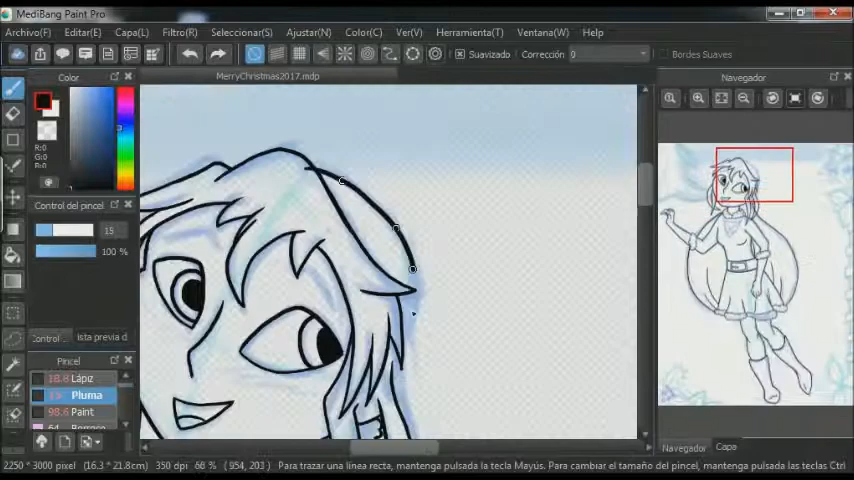 MediBang Paint Pro
Archivo(F) Editar(E) Capa(L) Filtro(R) Seleccionar(S) Ajustar(N) Color(C) Ver(V) Herramienta(T) Ventana(W) Help
Suavizado Corrección 0 Bordes Suaves
MerryChristmas2017.mdp
Color
R:0
G:0
B:0
Control del pincel
15
100 %
Control... ista previa d
Pincel
18.8 Lápiz
15 Pluma
98.6 Paint
Navegador
Navegador Capa
2250 * 3000 pixel (16.3 * 21.8cm) 350 dpi 68 % ( 954, 203 ) Para trazar una línea recta, mantenga pulsada la tecla Mayús. Para cambiar el tamaño del pincel, mantenga pulsadas las teclas Ctrl